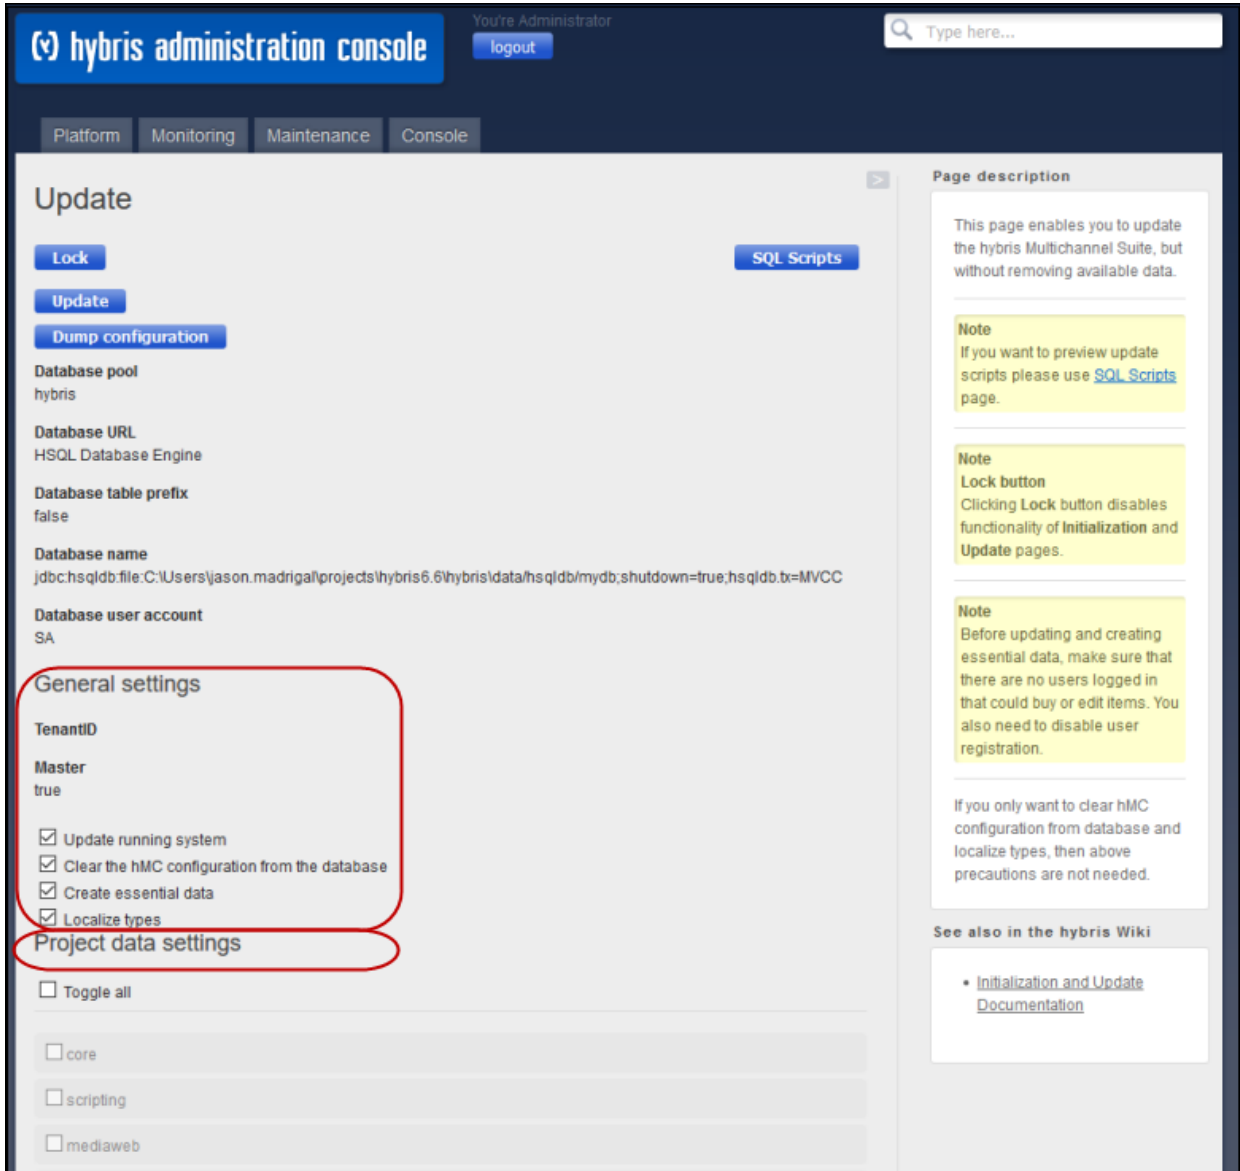 (y) hybris administration console
You're Administrator
logout
Type here...
Platform
Monitoring
Maintenance
Console
Update
>
Lock
SQL Scripts
Update
Dump configuration
Database pool
hybris
Database URL
HSQL Database Engine
Database table prefix
false
Database name
jdbc:hsqldb:file:C:\Users\jason.madrigal\projects\hybris6.6\hybris\data/hsqldb/mydb;shutdown=true;hsqldb.tx=MVCC
Database user account
SA
General settings
TenantID
Master
true
Update running system
Clear the hMC configuration from the database
Create essential data
Localize types
Project data settings
Toggle all
core
scripting
mediaweb
Page description
This page enables you to update
the hybris Multichannel Suite, but
without removing available data.
Note
If you want to preview update
scripts please use SQL Scripts
page.
Note
Lock button
Clicking Lock button disables
functionality of Initialization and
Update pages.
Note
Before updating and creating
essential data, make sure that
there are no users logged in
that could buy or edit items. You
also need to disable user
registration.
If you only want to clear hMC
configuration from database and
localize types, then above
precautions are not needed.
See also in the hybris Wiki
• Initialization and Update
Documentation